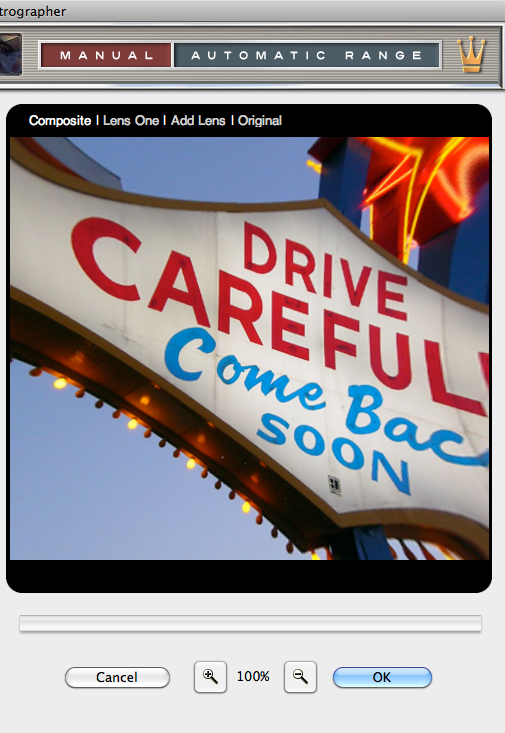 trographer
MANUAL AUTOMATIC RANGE
Composite | Lens One | Add Lens | Original
DRIVE
CAREFUL
Come Bac
SOON
Cancel 100% OK